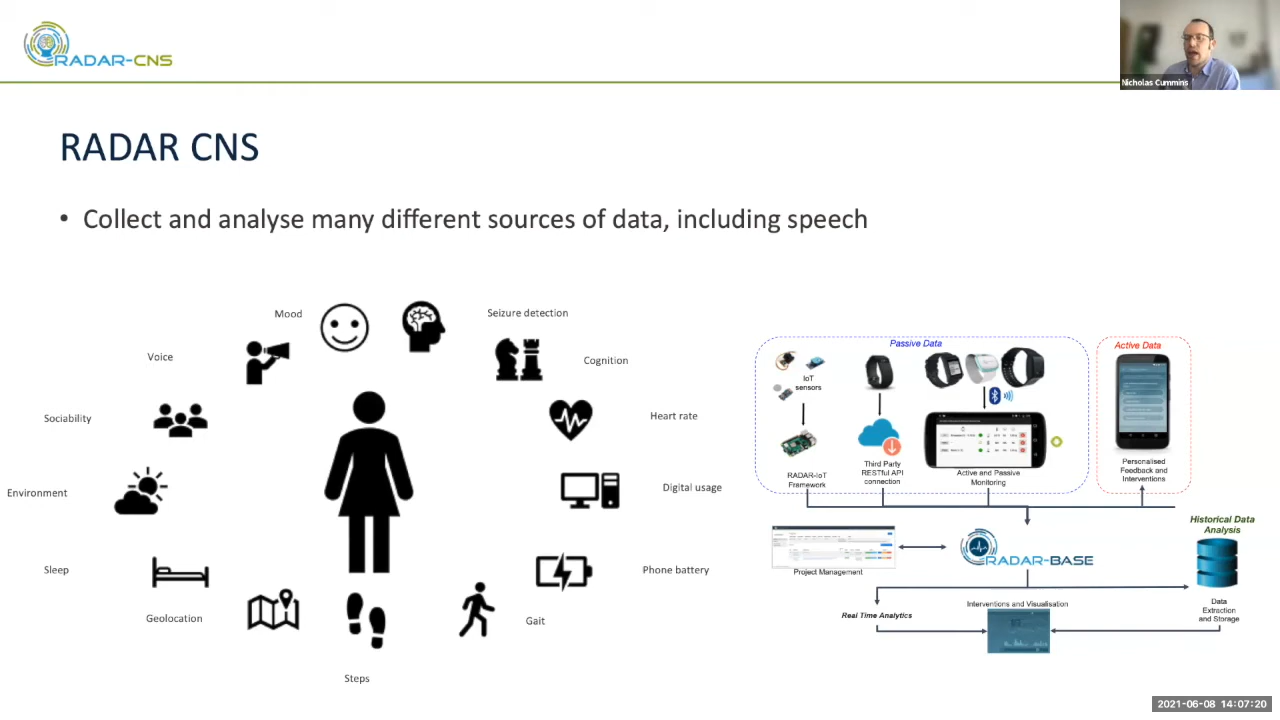 RADAR-CNS
Nicholas Cummins
RADAR CNS
• Collect and analyse many different sources of data, including speech
Mood
Seizure detection
Voice
Cognition
Sociability
Heart rate
Environment
Digital usage
Sleep
Phone battery
Geolocation
Gait
Steps
Passive Data
Active Data
IoT
sensors
RADAR-IoT
Framework
Third Party
RESTful API
connection
Active and Passive
Monitoring
Personalised
Feedback and
Interventions
Historical Data
Analysis
RADAR-BASE
Project Management
Data
Extraction
and Storage
Interventions and Visualisation
Real Time Analytics
2021-06-08 14:07:20